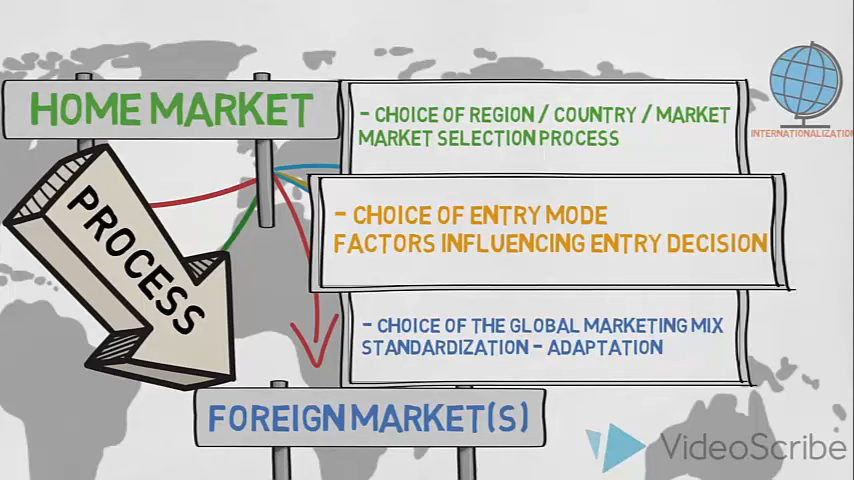 HOME MARKET
- CHOICE OF REGION / COUNTRY / MARKET
MARKET SELECTION PROCESS
INTERNATIONALIZATION
PROCESS
- CHOICE OF ENTRY MODE
FACTORS INFLUENCING ENTRY DECISION
- CHOICE OF THE GLOBAL MARKETING MIX
STANDARDIZATION - ADAPTATION
FOREIGN MARKET(S)
VideoScribe